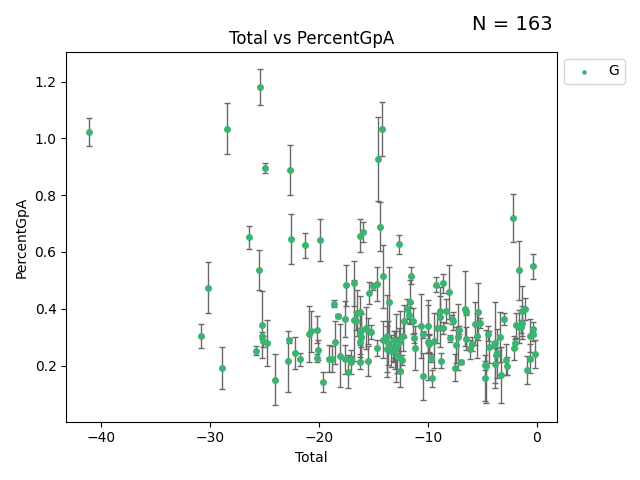 N = 163
Total vs PercentGpA
G
PercentGpA
1.2
1.0
0.8
0.6
0.4
0.2
−40
−30
−20
−10
0
Total